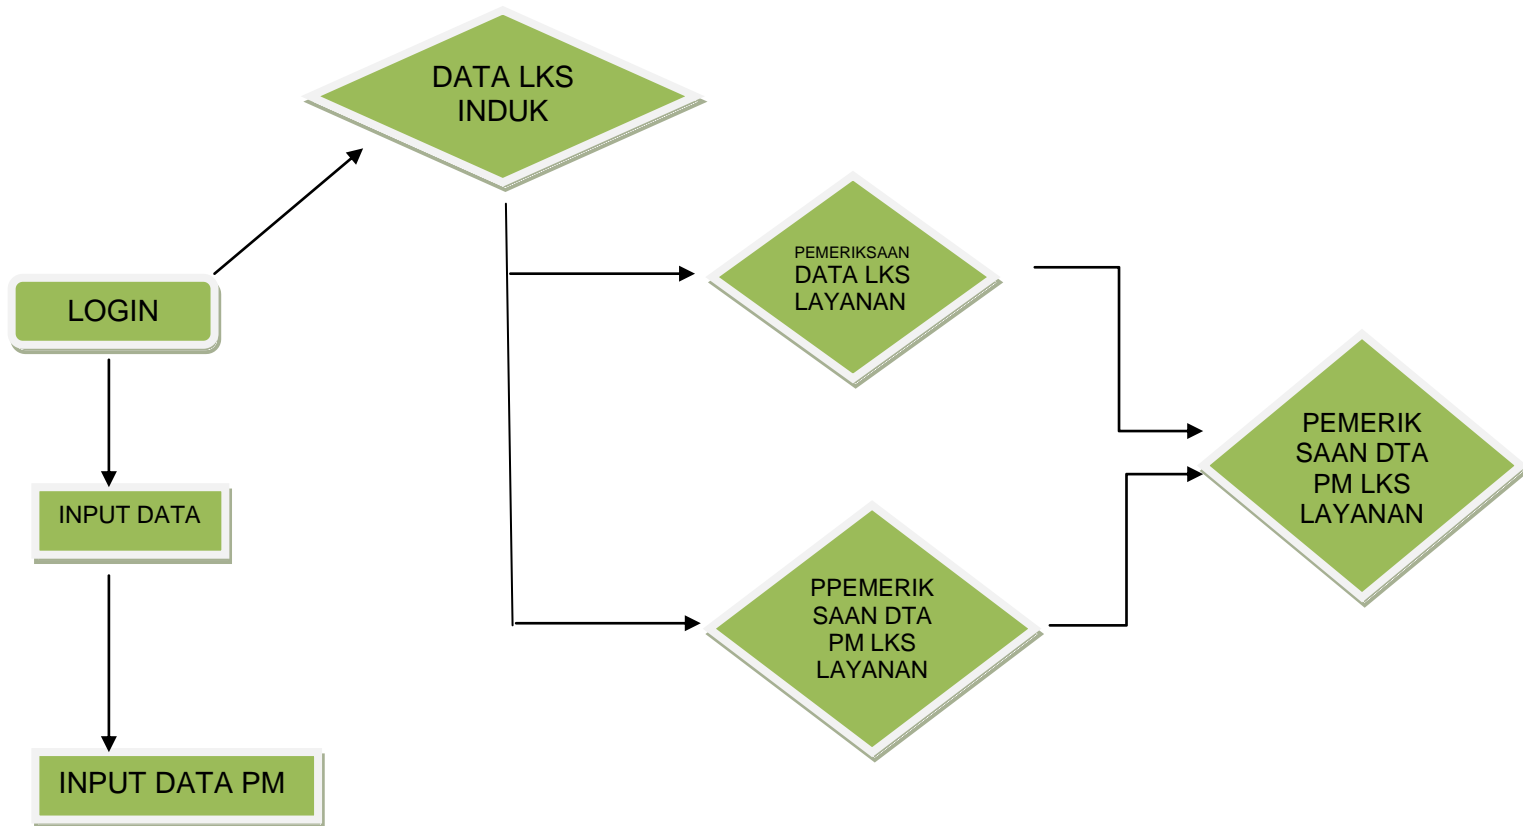 DATA LKS
INDUK
PEMERIKSAAN
DATA LKS
LAYANAN
LOGIN
PEMERIK
SAAN DTA
PM LKS
LAYANAN
INPUT DATA
PPEMERIK
SAAN DTA
PM LKS
LAYANAN
INPUT DATA PM